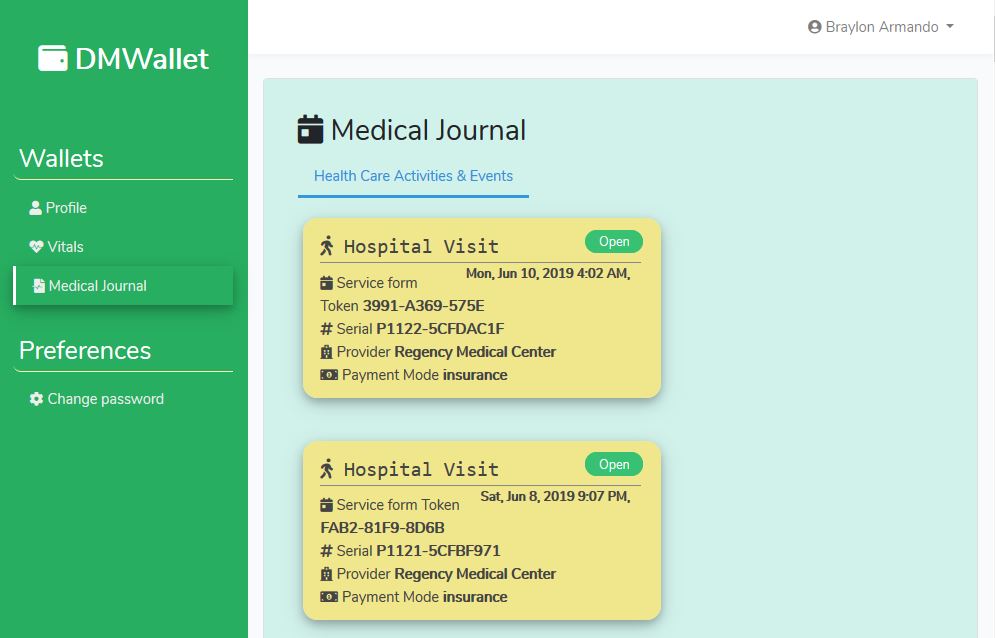 DMWallet
Braylon Armando
Wallets
Profile
Vitals
Medical Journal
Preferences
Change password
Medical Journal
Health Care Activities & Events
Hospital Visit
Open
Mon, Jun 10, 2019 4:02 AM,
Service form
Token 3991-A369-575E
# Serial P1122-5CFDAC1F
Provider Regency Medical Center
Payment Mode insurance
Hospital Visit
Open
Sat, Jun 8, 2019 9:07 PM,
Service form Token
FAB2-81F9-8D6B
# Serial P1121-5CFBF971
Provider Regency Medical Center
Payment Mode insurance